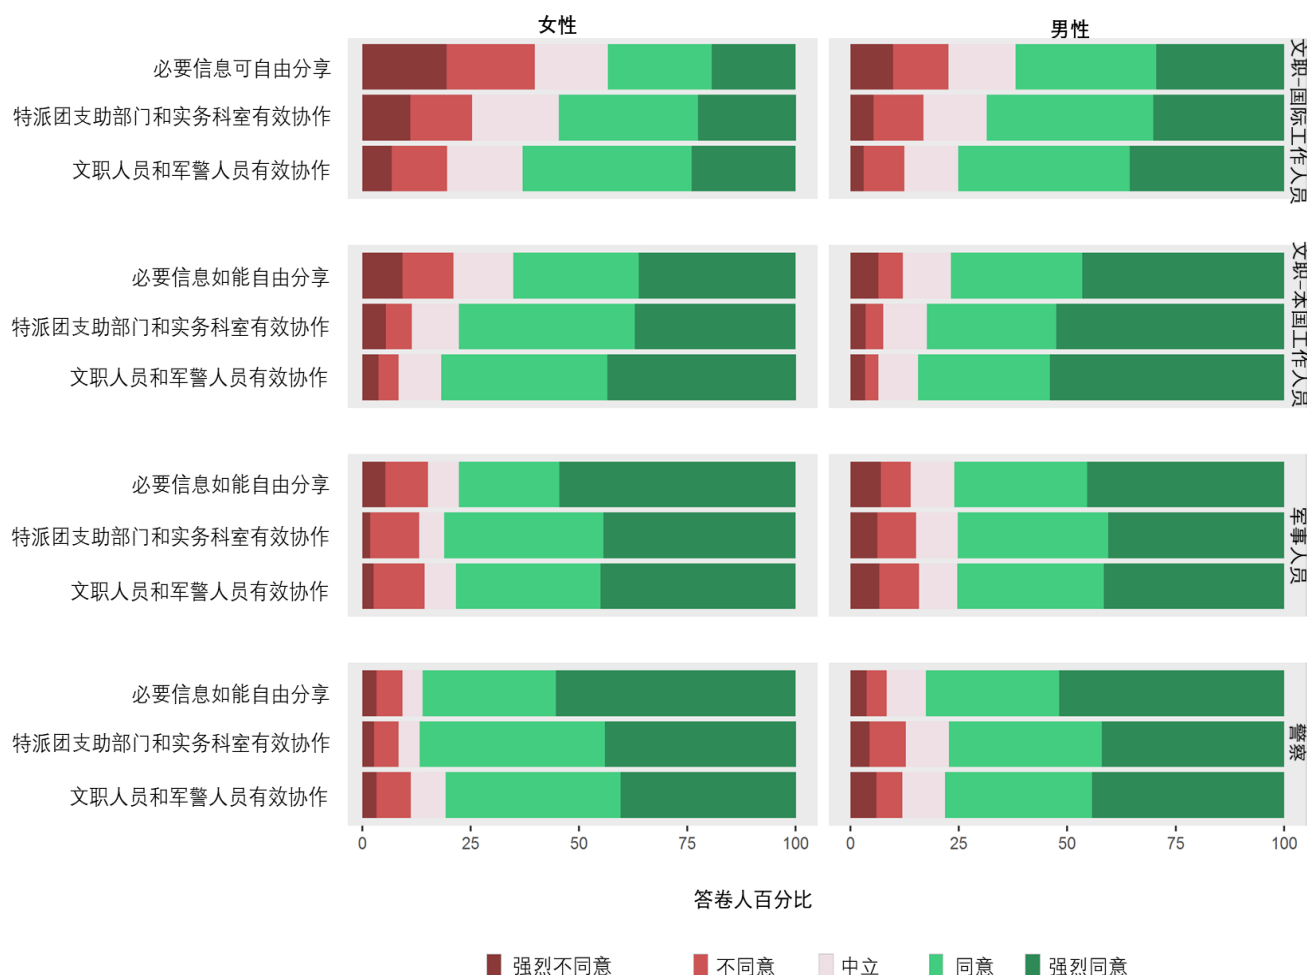 女性
男性
必要信息可自由分享
特派团支助部门和实务科室有效协作
文职人员和军警人员有效协作
文职-国际工作人员
必要信息如能自由分享
特派团支助部门和实务科室有效协作
文职人员和军警人员有效协作
文职-本国工作人员
必要信息如能自由分享
特派团支助部门和实务科室有效协作
文职人员和军警人员有效协作
军事人员
必要信息如能自由分享
特派团支助部门和实务科室有效协作
文职人员和军警人员有效协作
警察
0 25 50 75 100
0 25 50 75 100
答卷人百分比
强烈不同意 不同意 中立 同意 强烈同意